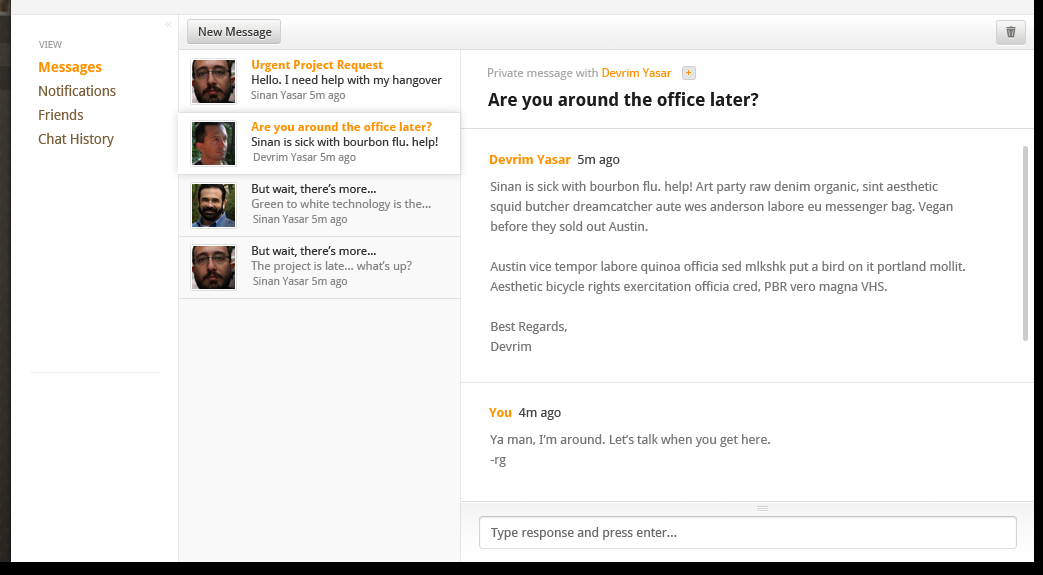 «
New Message
VIEW
Messages
Notifications
Friends
Chat History
Urgent Project Request
Hello. I need help with my hangover
Sinan Yasar 5m ago
Are you around the office later?
Sinan is sick with bourbon flu. help!
Devrim Yasar 5m ago
But wait, there's more...
Green to white technology is the...
Sinan Yasar 5m ago
But wait, there's more...
The project is late... what's up?
Sinan Yasar 5m ago
Private message with Devrim Yasar +
Are you around the office later?
Devrim Yasar 5m ago
Sinan is sick with bourbon flu. help! Art party raw denim organic, sint aesthetic
squid butcher dreamcatcher aute wes anderson labore eu messenger bag. Vegan
before they sold out Austin.
Austin vice tempor labore quinoa officia sed mlkshk put a bird on it portland mollit.
Aesthetic bicycle rights exercitation officia cred, PBR vero magna VHS.
Best Regards,
Devrim
You 4m ago
Ya man, I'm around. Let's talk when you get here.
-rg
Type response and press enter...